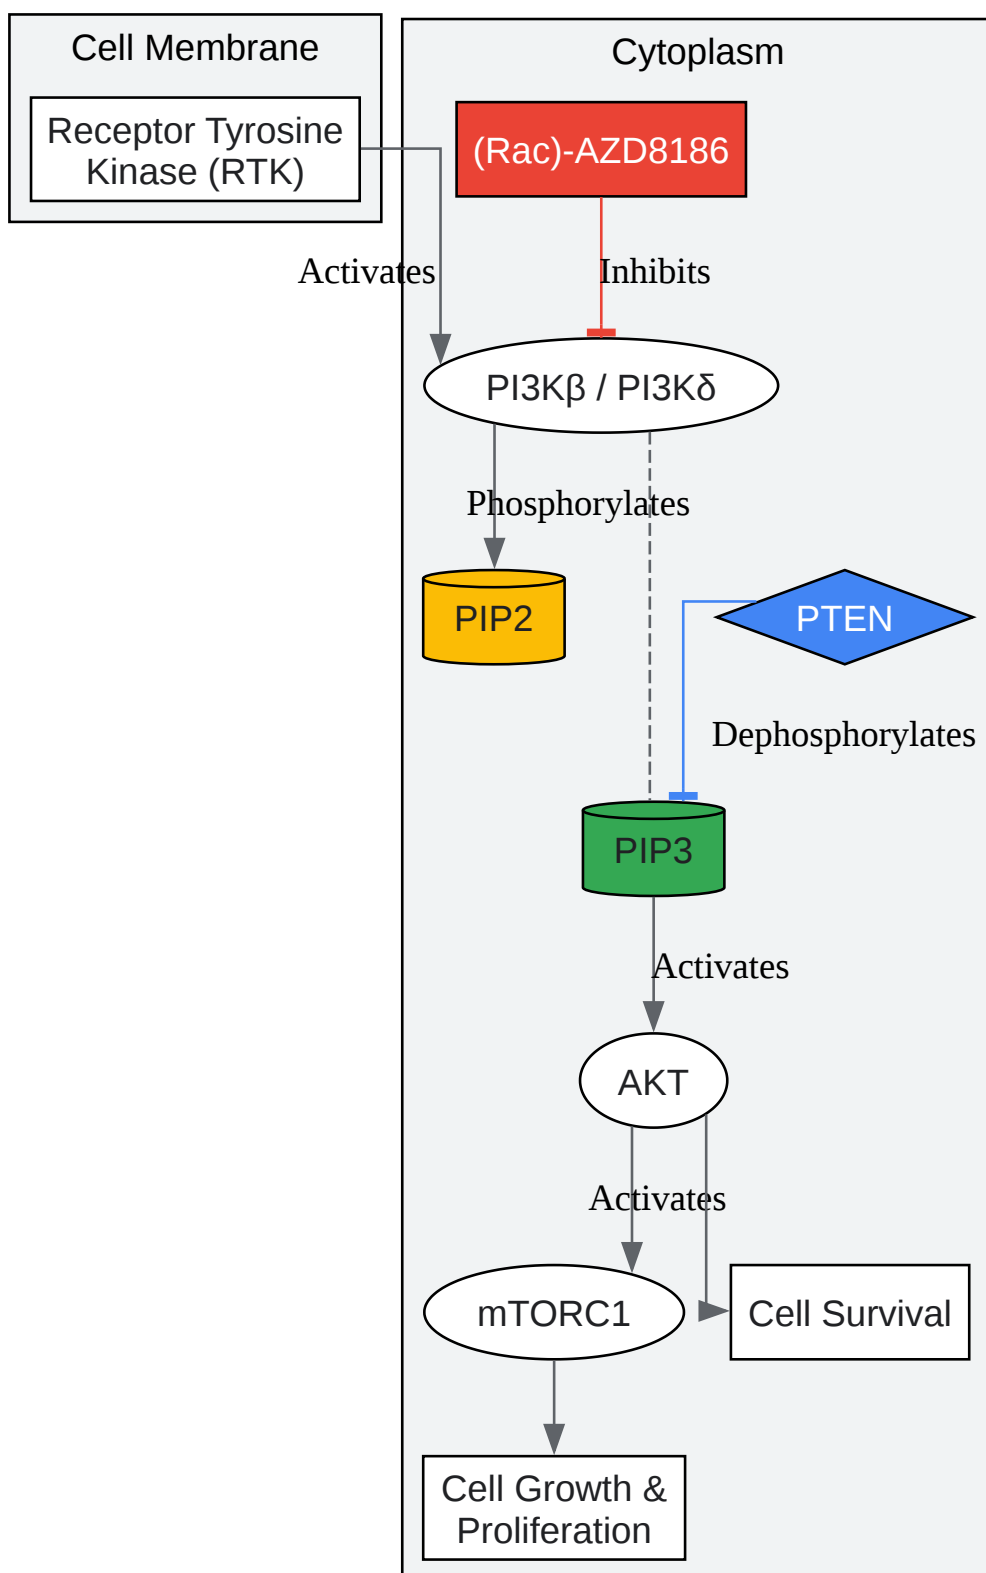 Cell Membrane
Cytoplasm
Receptor Tyrosine
Kinase (RTK)
(Rac)-AZD8186
Activates
Inhibits
PI3Kβ / PI3Kδ
Phosphorylates
PIP2
PTEN
Dephosphorylates
PIP3
Activates
AKT
Activates
mTORC1
Cell Survival
Cell Growth &
Proliferation